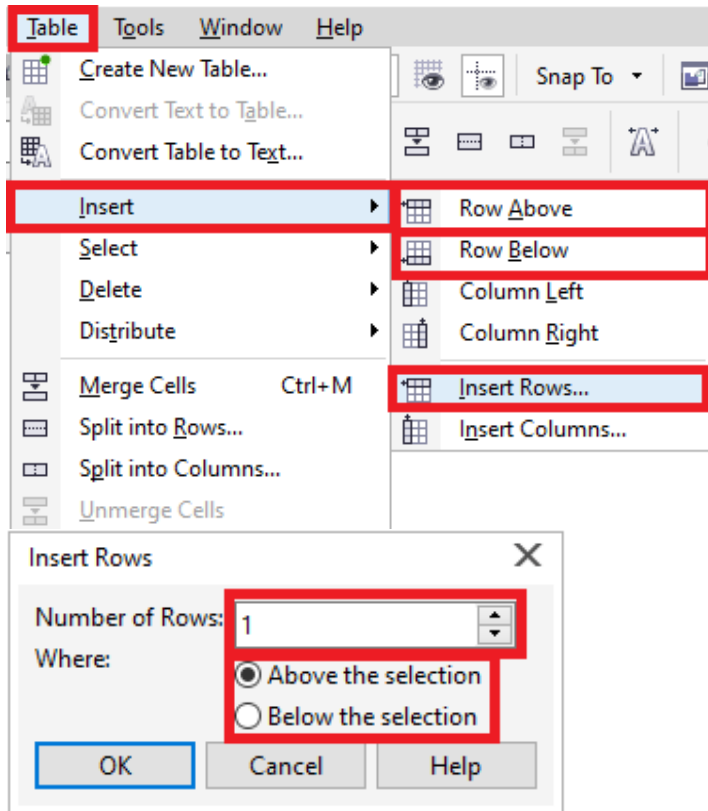 Table Tools Window Help
Create New Table...
Snap To
Convert Text to Table...
Convert Table to Text...
Insert
Row Above
Select
Row Below
Delete
Column Left
Distribute
Column Right
Merge Cells Ctrl+M
Insert Rows...
Split into Rows...
Insert Columns...
Split into Columns...
Unmerge Cells
Insert Rows
Number of Rows: 1
Where:
Above the selection
Below the selection
OK Cancel Help